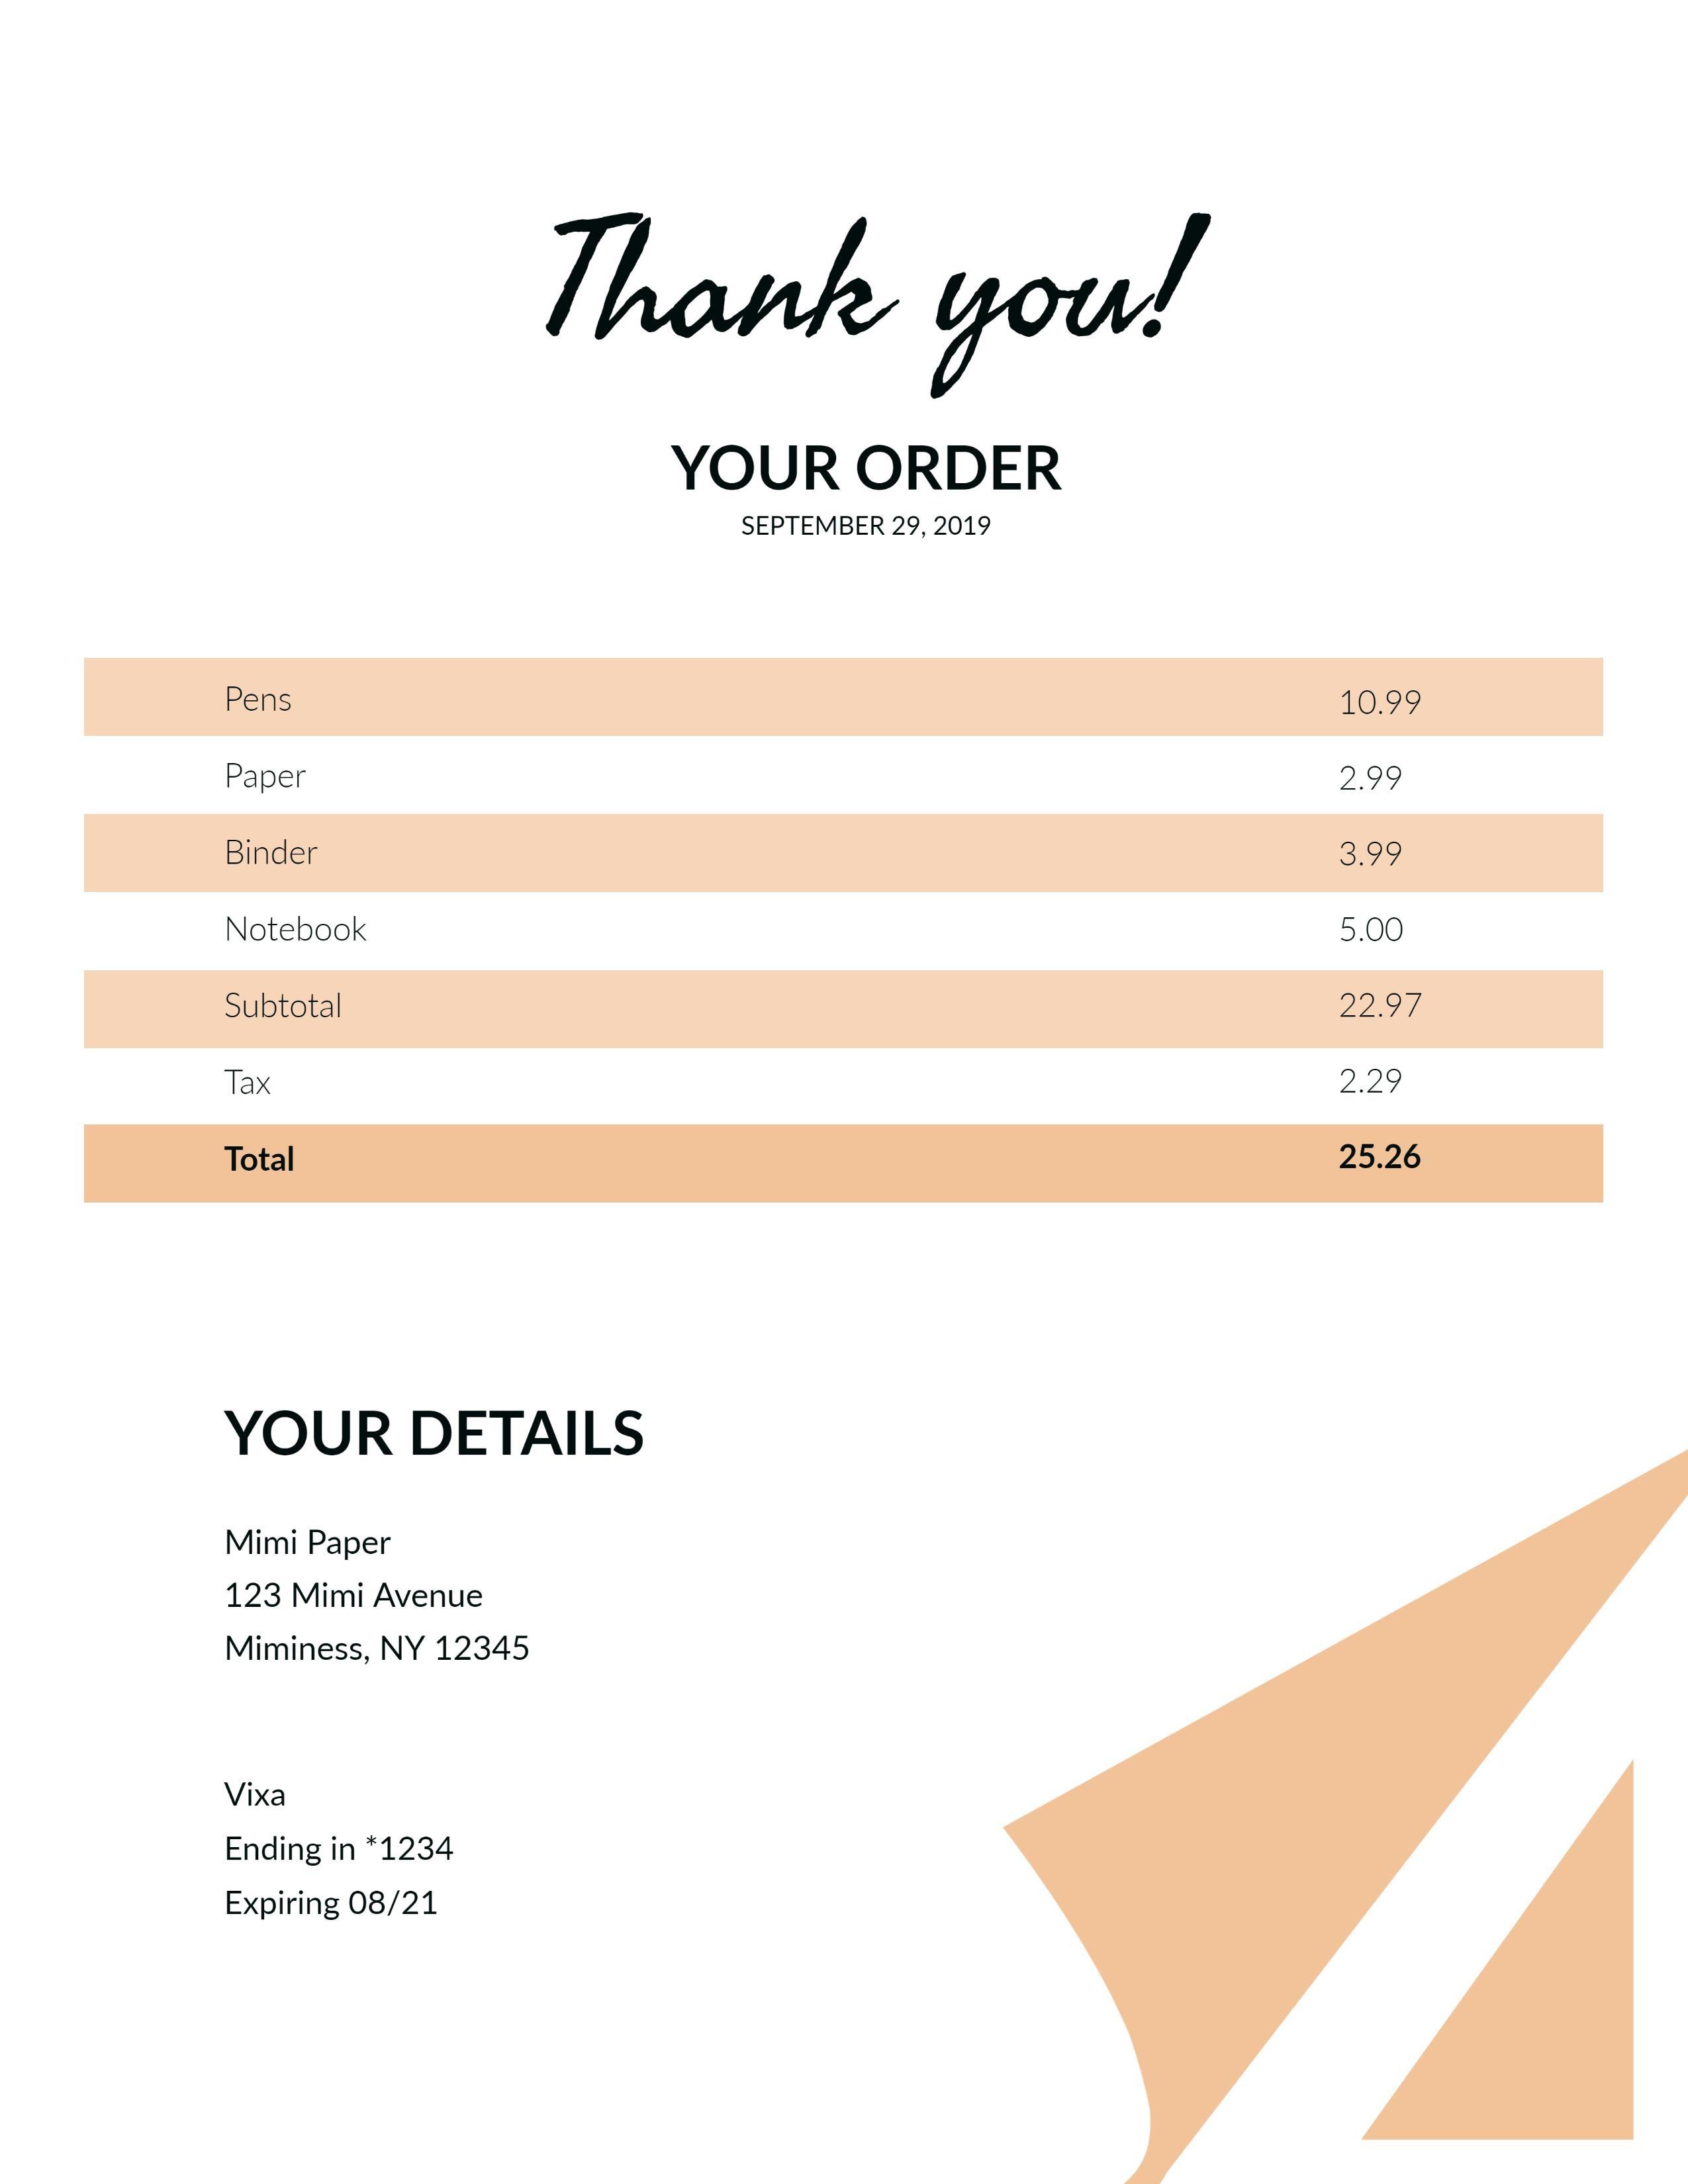 Thank you!
YOUR ORDER
SEPTEMBER 29, 2019
Pens 10.99
Paper 2.99
Binder 3.99
Notebook 5.00
Subtotal 22.97
Tax 2.29
Total 25.26
YOUR DETAILS
Mimi Paper
123 Mimi Avenue
Miminess, NY 12345
Vixa
Ending in *1234
Expiring 08/21